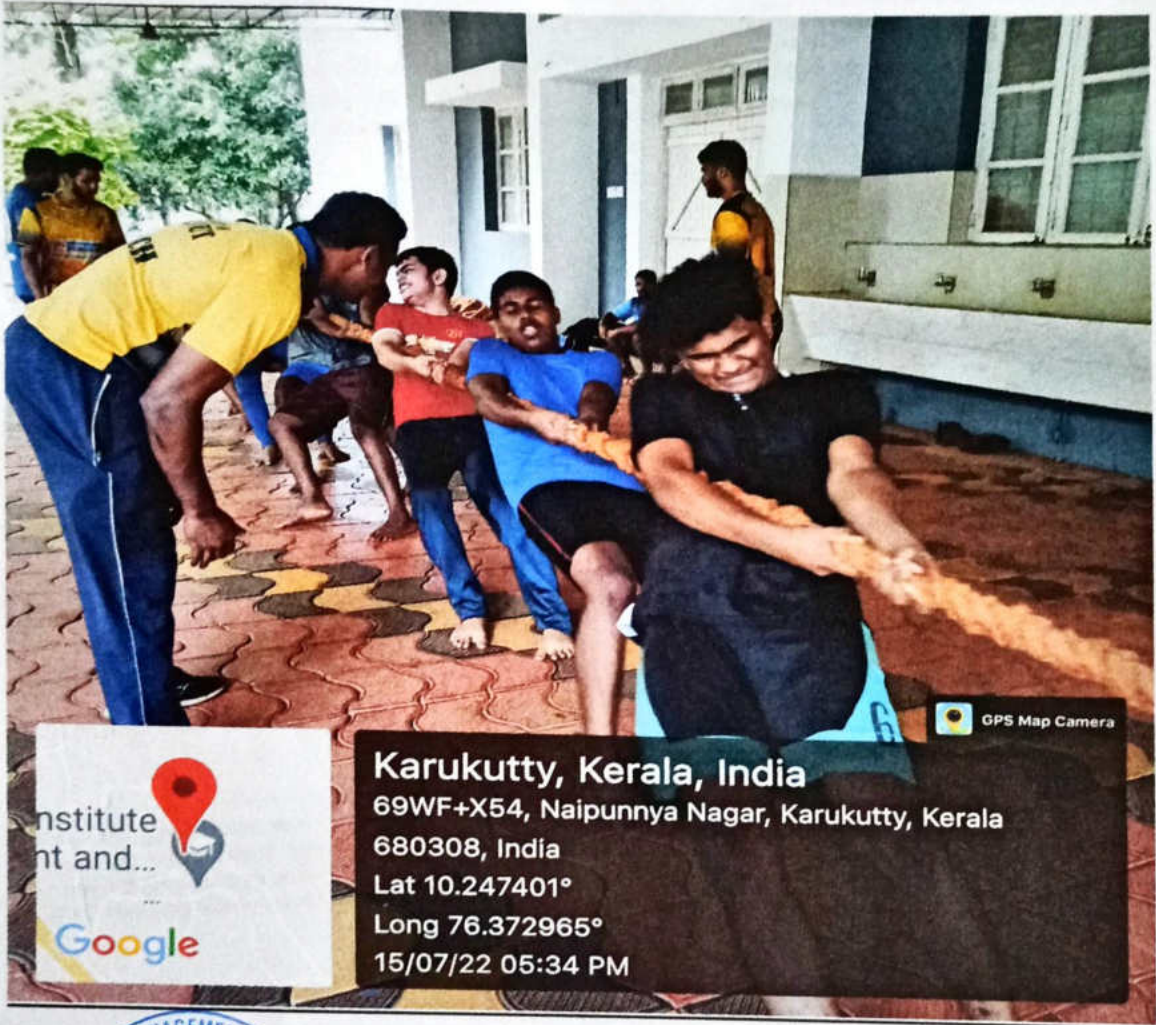 GPS Map Camera
Karukutty, Kerala, India
69WF+X54, Naipunnya Nagar, Karukutty, Kerala
680308, India
Lat 10.247401°
Long 76.372965°
15/07/22 05:34 PM
nstitute
nt and...
...
Google